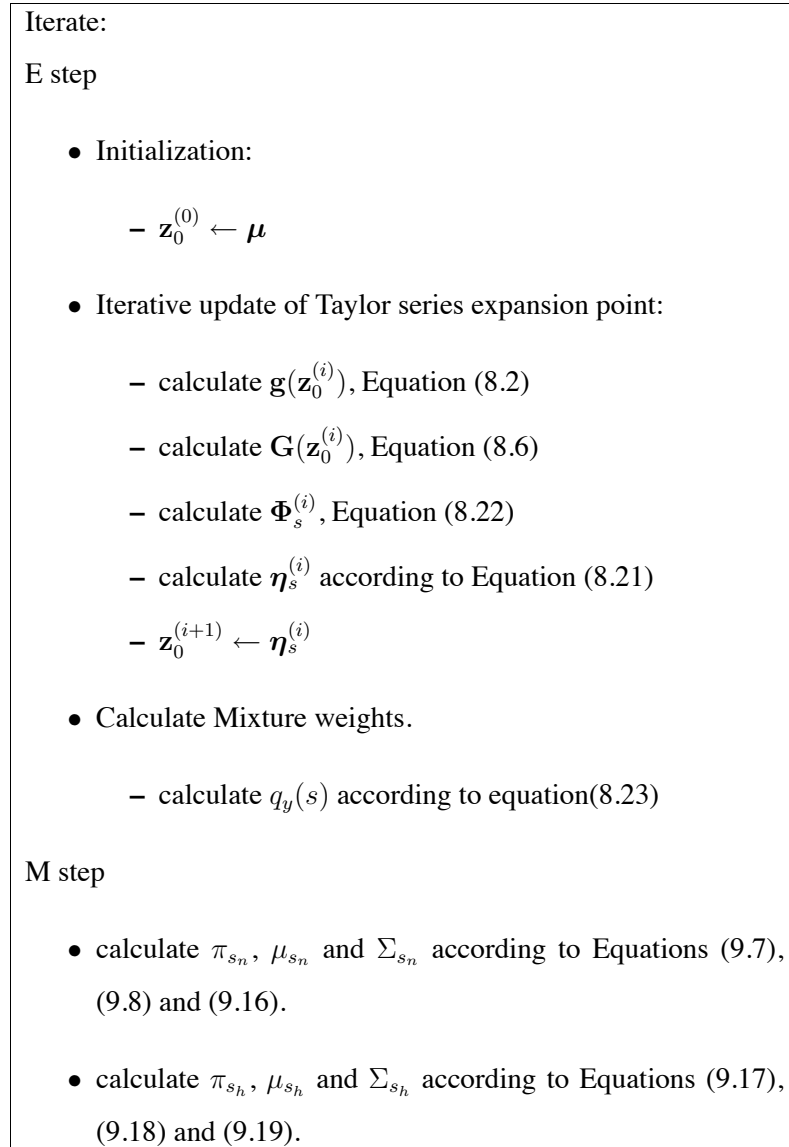 Iterate:
E step
• Initialization:
– z₀⁽⁰⁾ ← μ
• Iterative update of Taylor series expansion point:
– calculate g(z₀⁽ⁱ⁾), Equation (8.2)
– calculate G(z₀⁽ⁱ⁾), Equation (8.6)
– calculate Φₛ⁽ⁱ⁾, Equation (8.22)
– calculate ηₛ⁽ⁱ⁾ according to Equation (8.21)
– z₀⁽ⁱ⁺¹⁾ ← ηₛ⁽ⁱ⁾
• Calculate Mixture weights.
– calculate q_y(s) according to equation(8.23)
M step
• calculate π_{s_n}, μ_{s_n} and Σ_{s_n} according to Equations (9.7),
(9.8) and (9.16).
• calculate π_{s_h}, μ_{s_h} and Σ_{s_h} according to Equations (9.17),
(9.18) and (9.19).